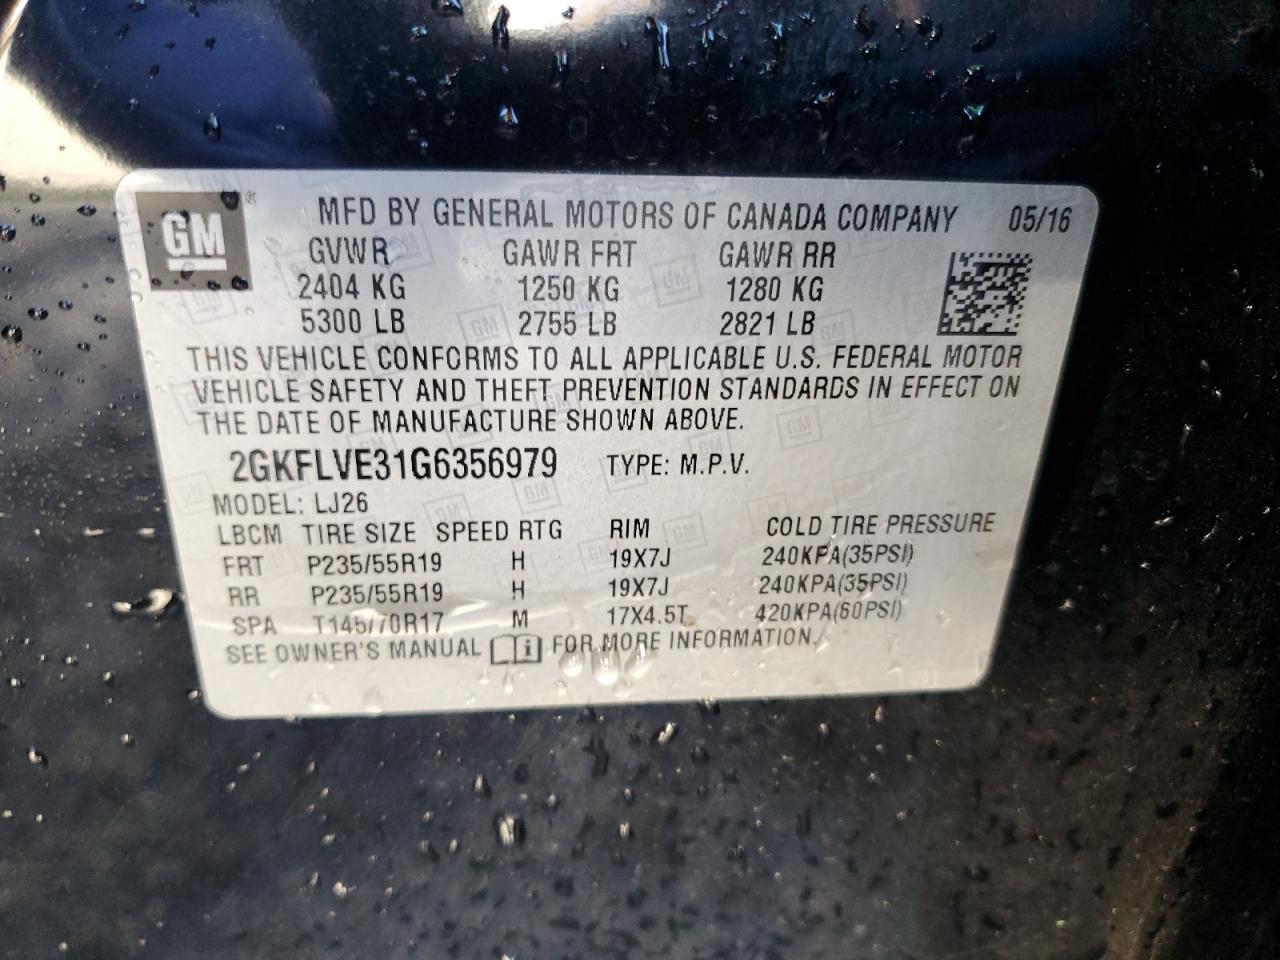 GM® MFD BY GENERAL MOTORS OF CANADA COMPANY 05/16
GVWR GAWR FRT GAWR RR
2404 KG 1250 KG 1280 KG
5300 LB 2755 LB 2821 LB
THIS VEHICLE CONFORMS TO ALL APPLICABLE U.S. FEDERAL MOTOR
VEHICLE SAFETY AND THEFT PREVENTION STANDARDS IN EFFECT ON
THE DATE OF MANUFACTURE SHOWN ABOVE.
2GKFLVE31G6356979 TYPE: M.P.V.
MODEL: LJ26
LBCM TIRE SIZE SPEED RTG RIM COLD TIRE PRESSURE
FRT P235/55R19 H 19X7J 240KPA(35PSI)
RR P235/55R19 H 19X7J 240KPA(35PSI)
SPA T145/70R17 M 17X4.5T 420KPA(60PSI)
SEE OWNER'S MANUAL i FOR MORE INFORMATION.